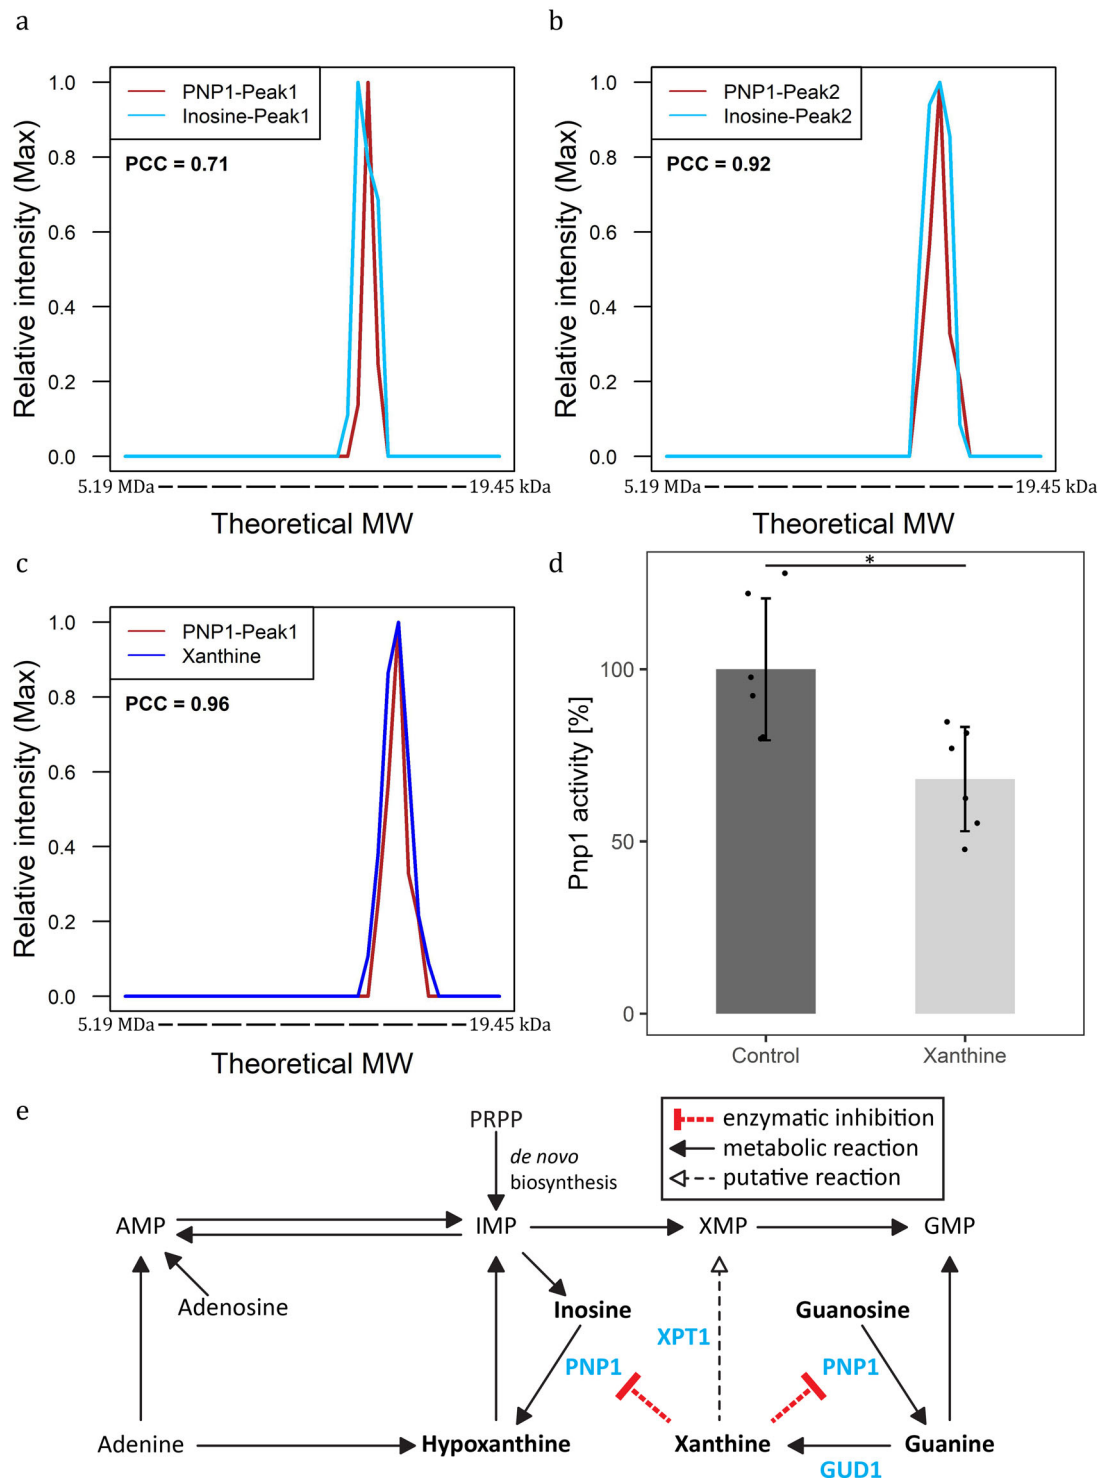 a
1.0
0.8
0.6
0.4
0.2
0.0
Relative intensity (Max)
PNP1-Peak1
Inosine-Peak1
PCC = 0.71
5.19 MDa
19.45 kDa
Theoretical MW
b
1.0
0.8
0.6
0.4
0.2
0.0
Relative intensity (Max)
PNP1-Peak2
Inosine-Peak2
PCC = 0.92
5.19 MDa
19.45 kDa
Theoretical MW
c
1.0
0.8
0.6
0.4
0.2
0.0
Relative intensity (Max)
PNP1-Peak1
Xanthine
PCC = 0.96
5.19 MDa
19.45 kDa
Theoretical MW
d
*
100
50
0
Pnp1 activity [%]
Control
Xanthine
e
PRPP
enzymatic inhibition
metabolic reaction
putative reaction
de novo
biosynthesis
AMP
IMP
XMP
GMP
Adenosine
Inosine
Guanosine
XPT1
PNP1
PNP1
Adenine
Hypoxanthine
Xanthine
Guanine
GUD1